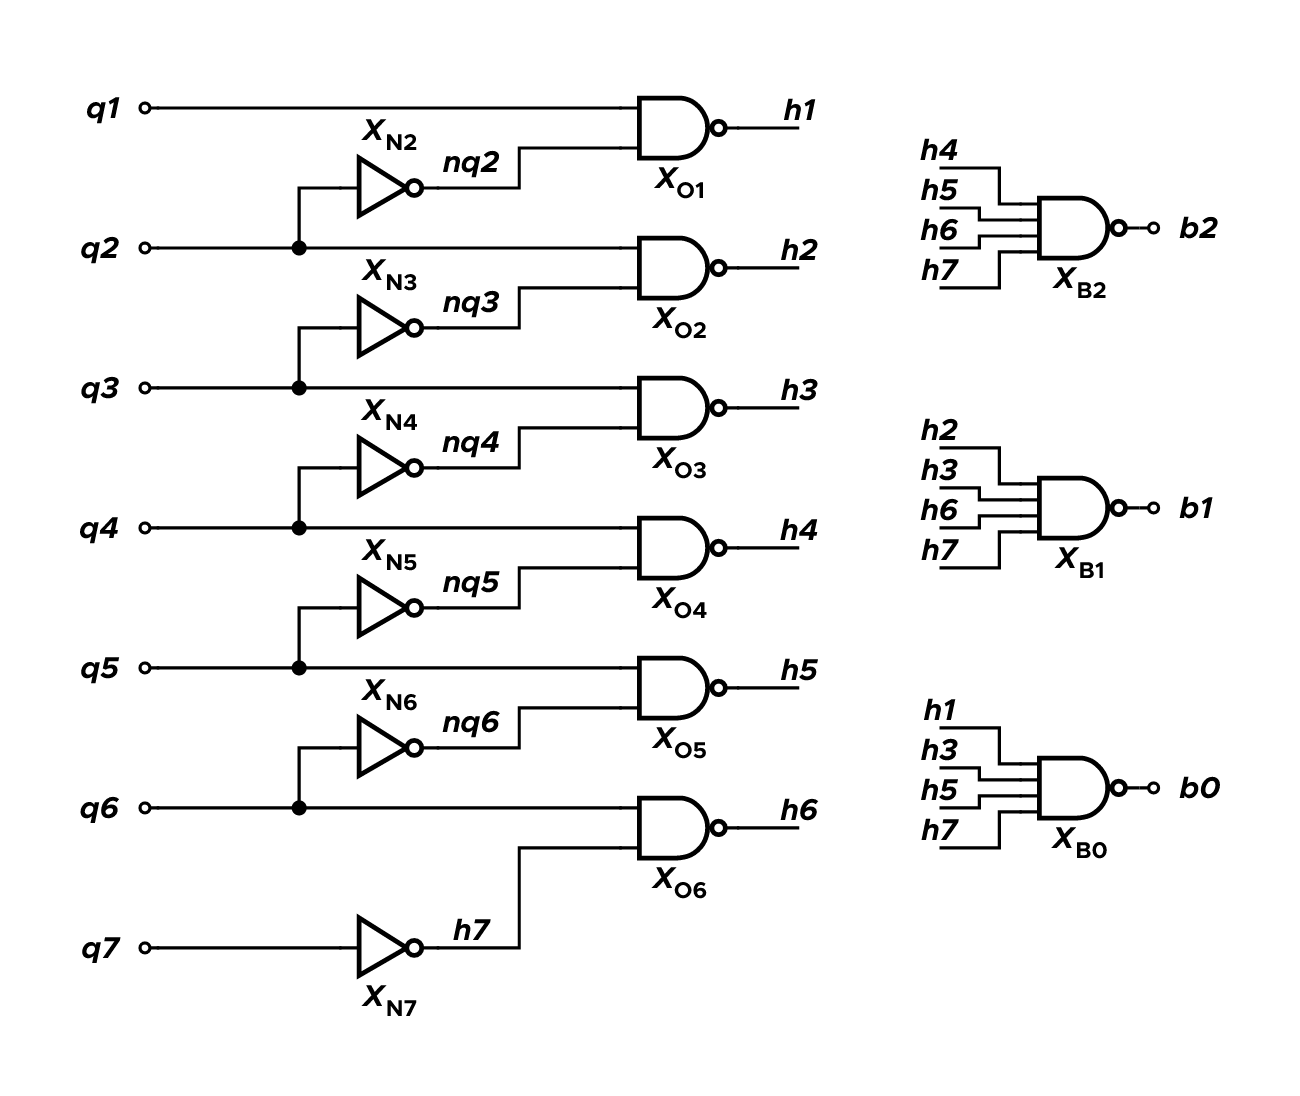 q1
X_N2
nq2
h1
X_O1
q2
X_N3
nq3
h2
X_O2
q3
X_N4
nq4
h3
X_O3
q4
X_N5
nq5
h4
X_O4
q5
X_N6
nq6
h5
X_O5
q6
h6
X_O6
q7
h7
X_N7
h4
h5
h6
h7
b2
X_B2
h2
h3
h6
h7
b1
X_B1
h1
h3
h5
h7
b0
X_B0